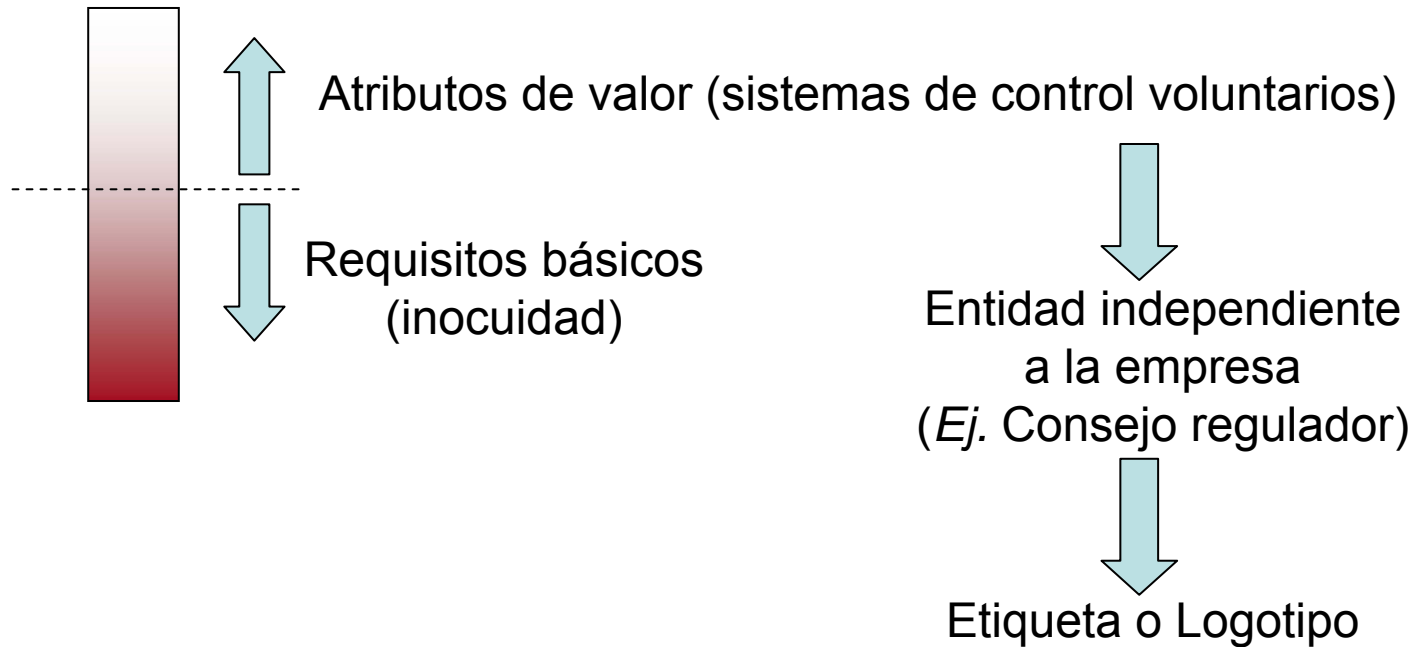 Atributos de valor (sistemas de control voluntarios)
Requisitos básicos
(inocuidad)
Entidad independiente
a la empresa
(Ej. Consejo regulador)
Etiqueta o Logotipo